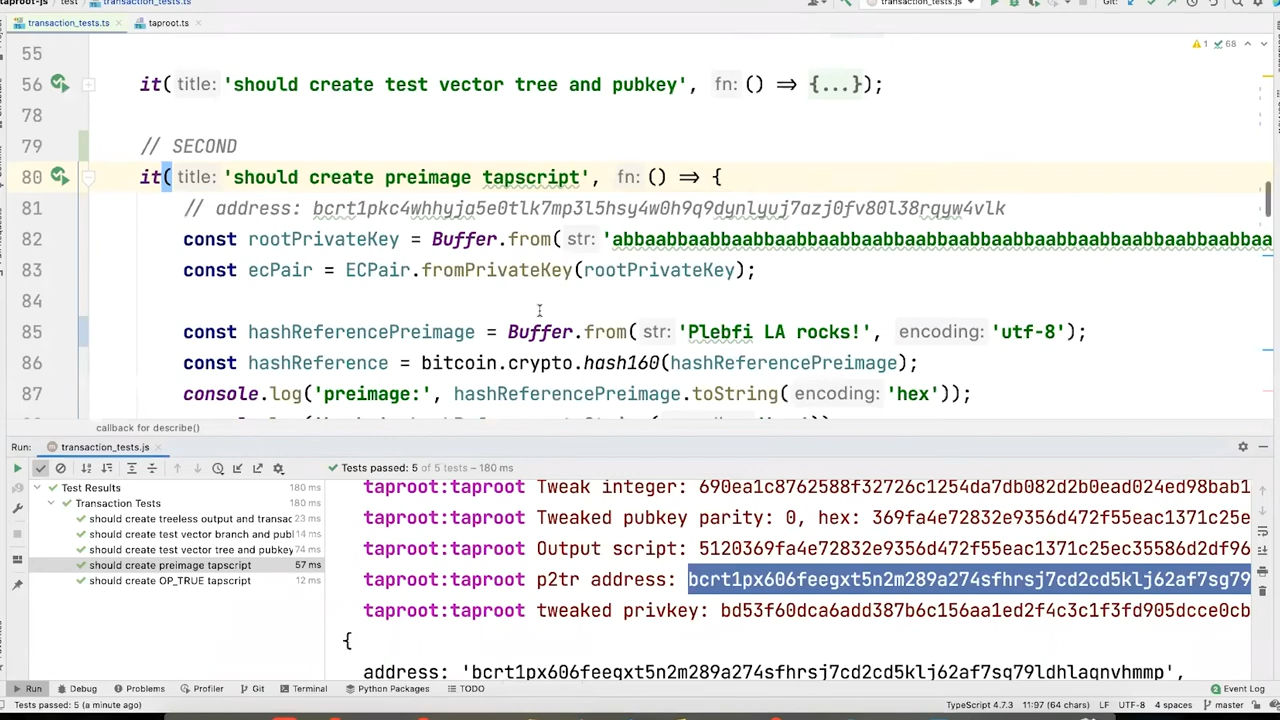 taproot-js test transaction_tests.ts transaction_tests.js Git:
transaction_tests.ts × taproot.ts ×
55 1 68
56 it( title: 'should create test vector tree and pubkey', fn: () => {...});
78
79 // SECOND
80 it( title: 'should create preimage tapscript', fn: () => {
81 // address: bcrt1pkc4whhyja5e0tlk7mp3l5hsy4w0h9q9dynlyuj7azj0fv80l38rqyw4vlk
82 const rootPrivateKey = Buffer.from( str: 'abbaabbaabbaabbaabbaabbaabbaabbaabbaabbaabbaabbaabbaabbaabbaabbaa
83 const ecPair = ECPair.fromPrivateKey(rootPrivateKey);
84
85 const hashReferencePreimage = Buffer.from( str: 'Plebfi LA rocks!', encoding: 'utf-8');
86 const hashReference = bitcoin.crypto.hash160(hashReferencePreimage);
87 console.log('preimage:', hashReferencePreimage.toString( encoding: 'hex'));
callback for describe()
Run: transaction_tests.js ×
Tests passed: 5 of 5 tests – 180 ms
Test Results 180 ms
Transaction Tests 180 ms
should create treeless output and transac 23 ms
should create test vector branch and publ 14 ms
should create test vector tree and pubkey 74 ms
should create preimage tapscript 57 ms
should create OP_TRUE tapscript 12 ms
taproot:taproot Tweak integer: 690ea1c8762588f32726c1254da7db082d2b0ead024ed98bab1
taproot:taproot Tweaked pubkey parity: 0, hex: 369fa4e72832e9356d472f55eac1371c25e
taproot:taproot Output script: 5120369fa4e72832e9356d472f55eac1371c25ec35586d2df96
taproot:taproot p2tr address: bcrt1px606feegxt5n2m289a274sfhrsj7cd2cd5klj62af7sg79
taproot:taproot tweaked privkey: bd53f60dca6add387b6c156aa1ed2f4c3c1f3fd905dcce0cb
{
address: 'bcrt1px606feegxt5n2m289a274sfhrsj7cd2cd5klj62af7sg79ldhlaqnvhmmp',
Run Debug Problems Profiler Git Terminal Python Packages TODO Event Log
Tests passed: 5 (a minute ago) TypeScript 4.7.3 11:97 (64 chars) LF UTF-8 4 spaces master